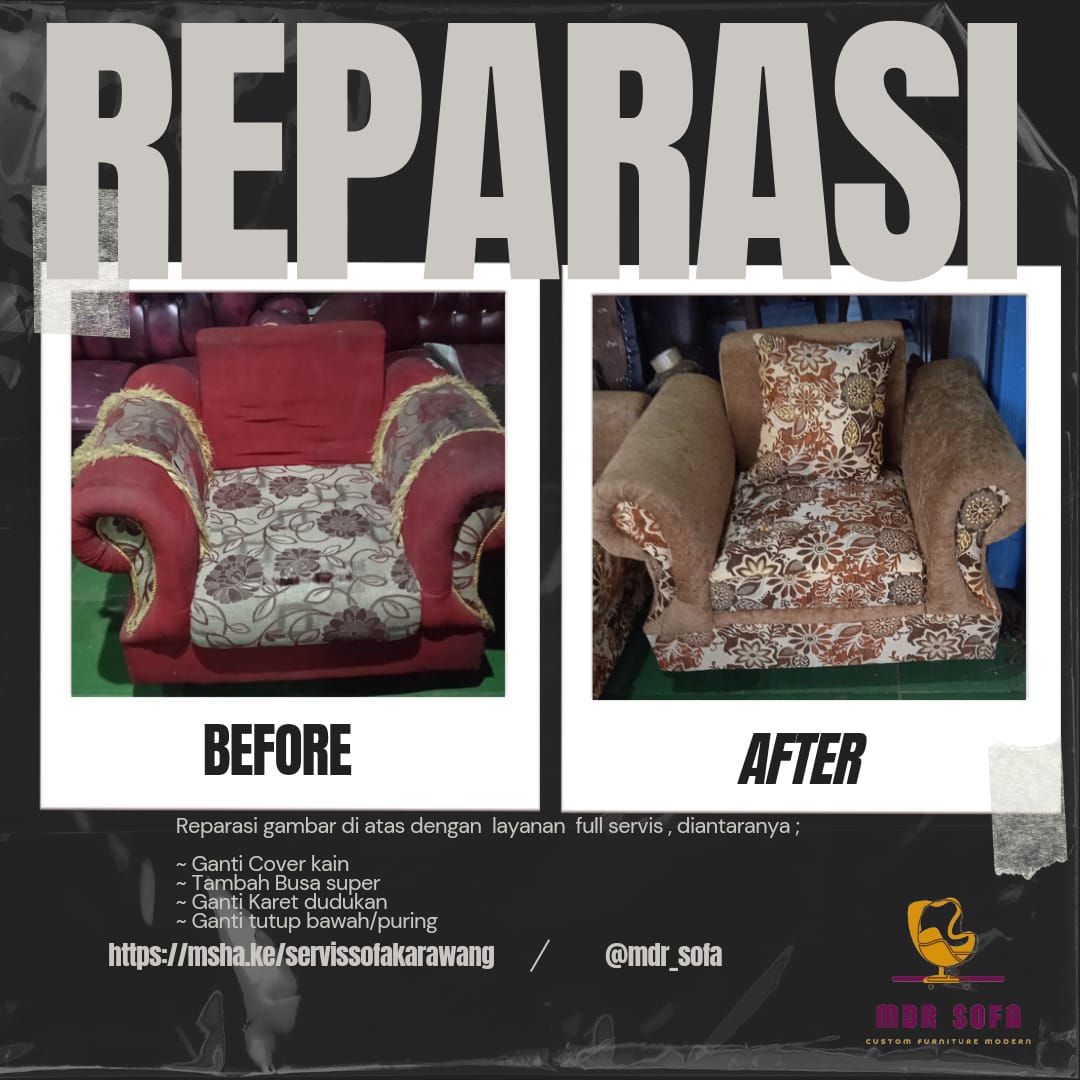 REPARASI
BEFORE
AFTER
Reparasi gambar di atas dengan layanan full servis , diantaranya ;
~ Ganti Cover kain
~ Tambah Busa super
~ Ganti Karet dudukan
~ Ganti tutup bawah/puring
https://msha.ke/servissofakarawang / @mdr_sofa
MDR SOFA
CUSTOM FURNITURE MODERN